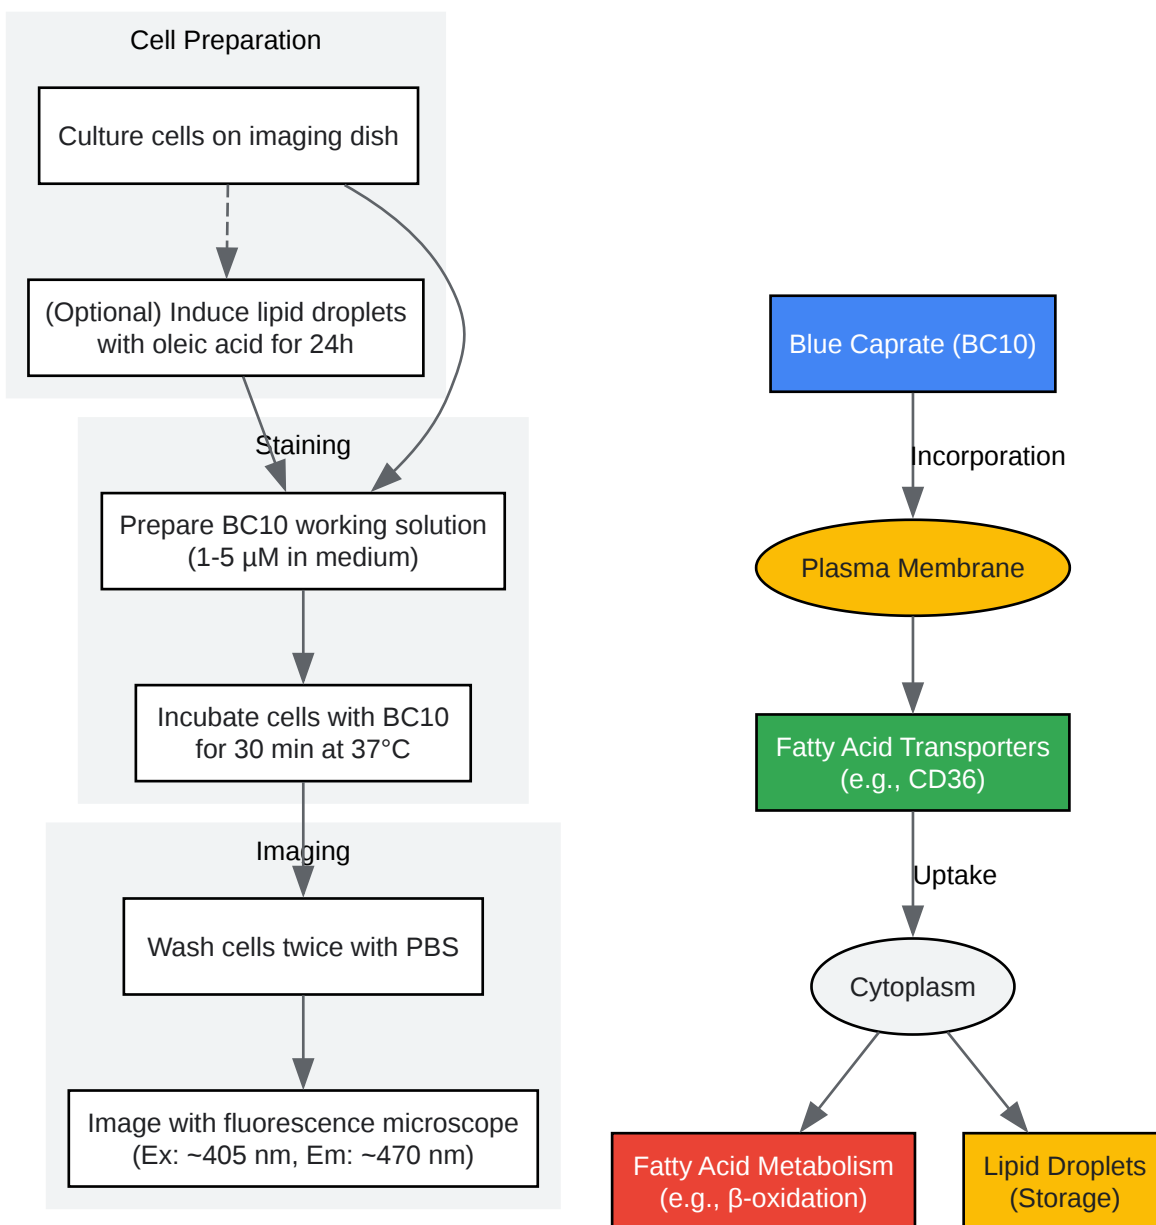 Cell Preparation
Culture cells on imaging dish
(Optional) Induce lipid droplets
with oleic acid for 24h
Staining
Prepare BC10 working solution
(1-5 µM in medium)
Incubate cells with BC10
for 30 min at 37°C
Imaging
Wash cells twice with PBS
Image with fluorescence microscope
(Ex: ~405 nm, Em: ~470 nm)
Blue Caprate (BC10)
Incorporation
Plasma Membrane
Fatty Acid Transporters
(e.g., CD36)
Uptake
Cytoplasm
Fatty Acid Metabolism
(e.g., β-oxidation)
Lipid Droplets
(Storage)